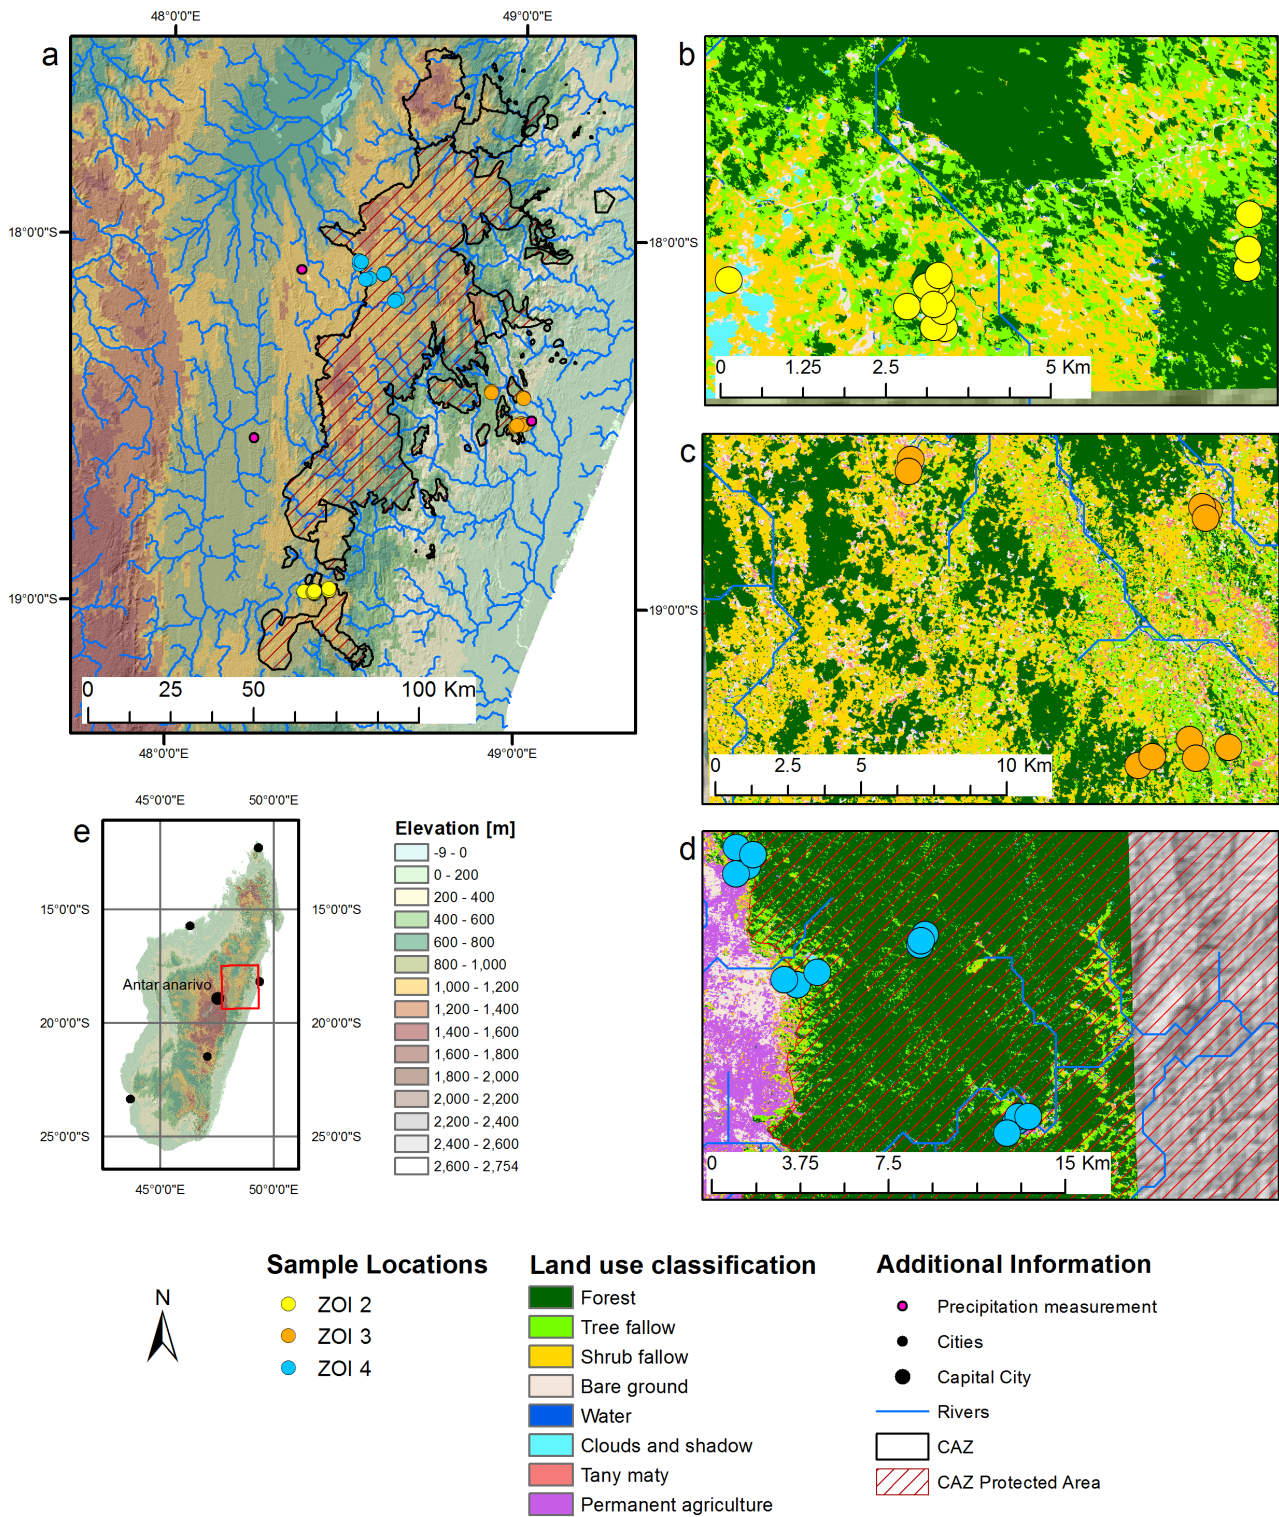 48°0'0"E
49°0'0"E
a
18°0'0"S
19°0'0"S
0
25
50
100 Km
48°0'0"E
49°0'0"E
b
18°0'0"S
0
1.25
2.5
5 Km
c
19°0'0"S
0
2.5
5
10 Km
d
0
3.75
7.5
15 Km
e
45°0'0"E
50°0'0"E
15°0'0"S
15°0'0"S
Antananarivo
20°0'0"S
20°0'0"S
25°0'0"S
25°0'0"S
45°0'0"E
50°0'0"E
Elevation [m]
-9 - 0
0 - 200
200 - 400
400 - 600
600 - 800
800 - 1,000
1,000 - 1,200
1,200 - 1,400
1,400 - 1,600
1,600 - 1,800
1,800 - 2,000
2,000 - 2,200
2,200 - 2,400
2,400 - 2,600
2,600 - 2,754
N
Sample Locations
ZOI 2
ZOI 3
ZOI 4
Land use classification
Forest
Tree fallow
Shrub fallow
Bare ground
Water
Clouds and shadow
Tany maty
Permanent agriculture
Additional Information
Precipitation measurement
Cities
Capital City
Rivers
CAZ
CAZ Protected Area